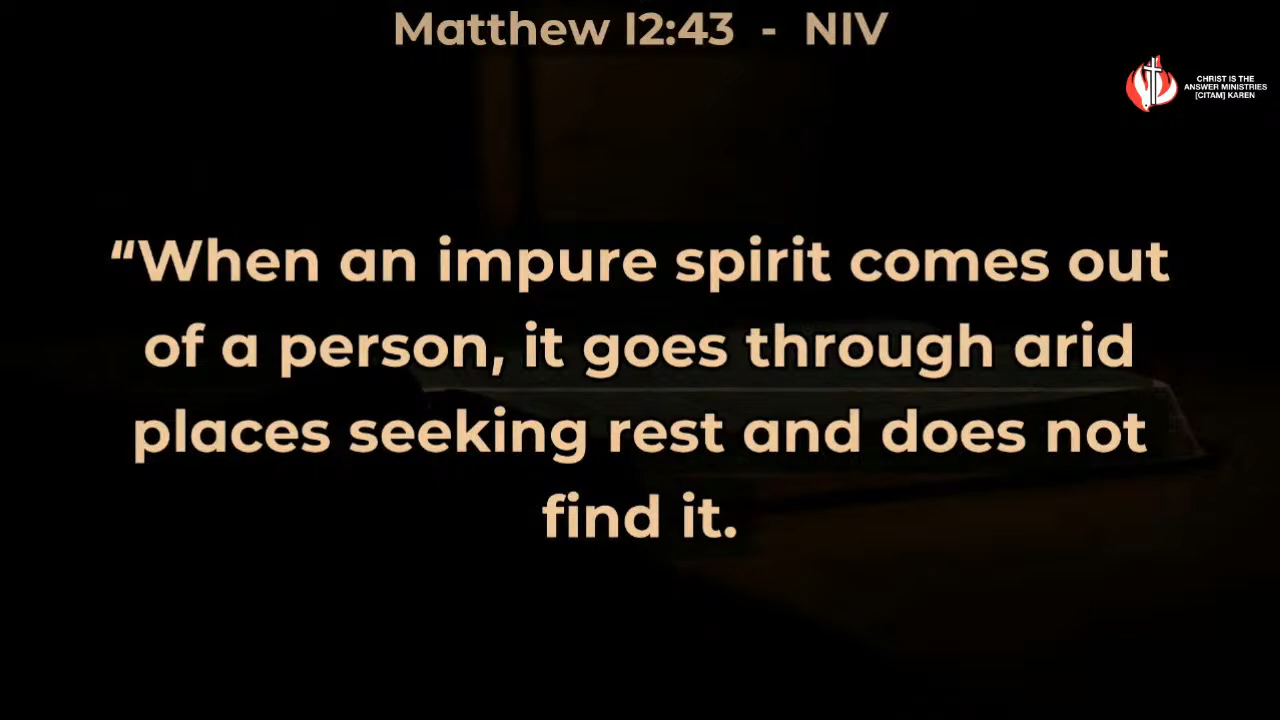 Matthew 12:43 - NIV
CHRIST IS THE
ANSWER MINISTRIES
[CITAM] KAREN
“When an impure spirit comes out
of a person, it goes through arid
places seeking rest and does not
find it.